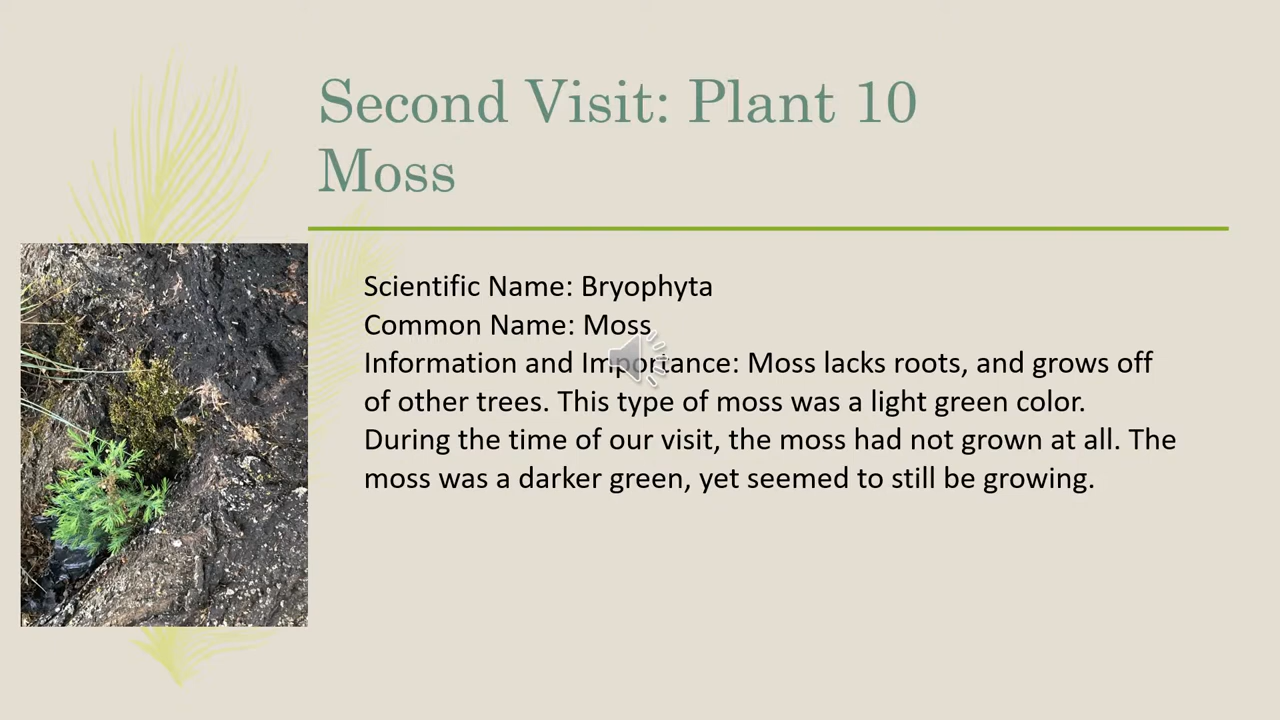 Second Visit: Plant 10
Moss
Scientific Name: Bryophyta
Common Name: Moss
Information and Importance: Moss lacks roots, and grows off
of other trees. This type of moss was a light green color.
During the time of our visit, the moss had not grown at all. The
moss was a darker green, yet seemed to still be growing.